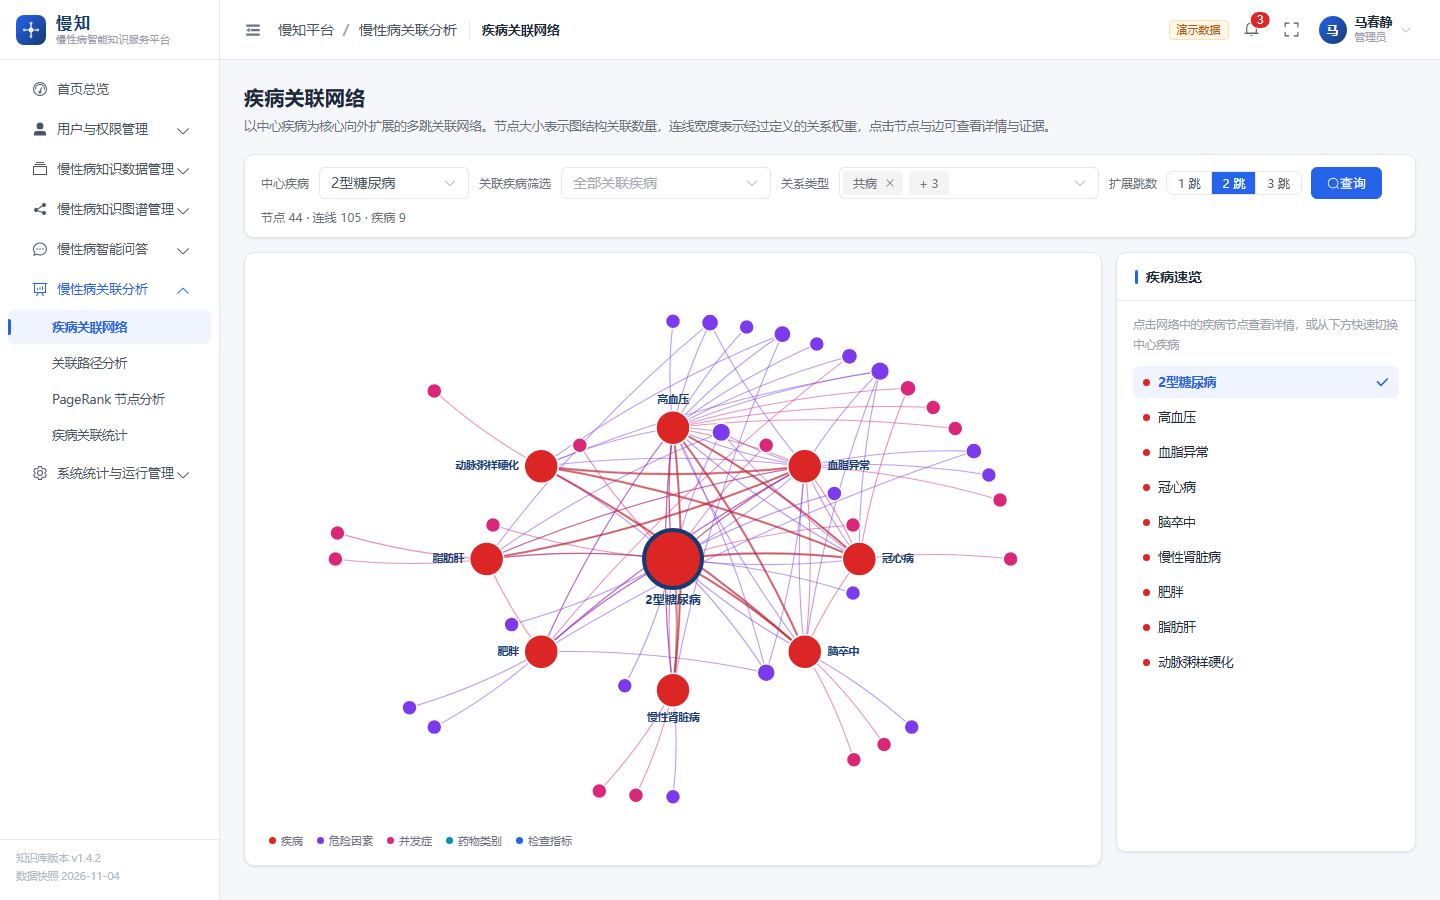 慢知
慢性病智能知识服务平台
首页总览
用户与权限管理
慢性病知识数据管理
慢性病知识图谱管理
慢性病智能问答
慢性病关联分析
疾病关联网络
关联路径分析
PageRank 节点分析
疾病关联统计
系统统计与运行管理
知识库版本 v1.4.2
数据快照 2026-11-04
慢知平台 / 慢性病关联分析 疾病关联网络
演示数据
3
马
马春静
管理员
疾病关联网络
以中心疾病为核心向外扩展的多跳关联网络。节点大小表示图结构关联数量，连线宽度表示经过定义的关系权重，点击节点与边可查看详情与证据。
中心疾病 2型糖尿病 关联疾病筛选 全部关联疾病 关系类型 共病 + 3 扩展跳数 1 跳 2 跳 3 跳 查询
节点 44 · 连线 105 · 疾病 9
高血压
动脉粥样硬化
血脂异常
脂肪肝
冠心病
2型糖尿病
肥胖
脑卒中
慢性肾脏病
疾病 危险因素 并发症 药物类别 检查指标
疾病速览
点击网络中的疾病节点查看详情，或从下方快速切换
中心疾病
2型糖尿病
高血压
血脂异常
冠心病
脑卒中
慢性肾脏病
肥胖
脂肪肝
动脉粥样硬化